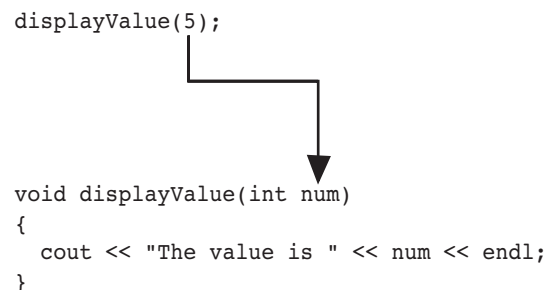 displayValue(5);
void displayValue(int num)
{
  cout << "The value is " << num << endl;
}